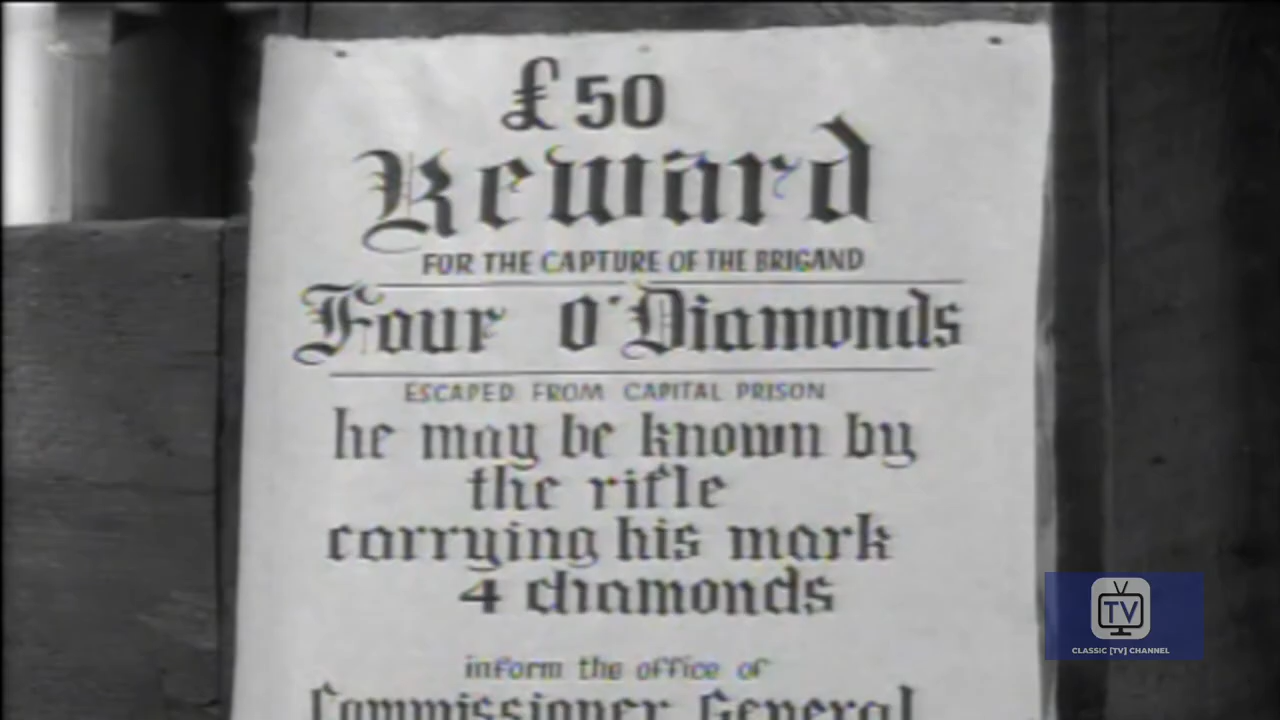 £50
Reward
FOR THE CAPTURE OF THE BRIGAND
Four O'Diamonds
ESCAPED FROM CAPITAL PRISON
he may be known by
the rifle
carrying his mark
4 diamonds
inform the office of
Commissioner General
TV
CLASSIC [TV] CHANNEL